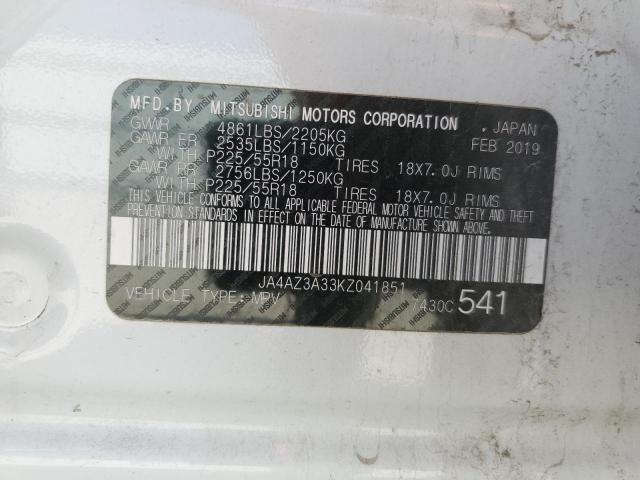 MFD.BY MITSUBISHI MOTORS CORPORATION , JAPAN
GVWR 4861LBS/2205KG FEB 2019
GAWR FR 2535LBS/1150KG
WITH P225/55R18 TIRES 18X7.0J RIMS
GAWR RR 2756LBS/1250KG
WITH P225/55R18 TIRES 18X7.0J RIMS
THIS VEHICLE CONFORMS TO ALL APPLICABLE FEDERAL MOTOR VEHICLE SAFETY AND THEFT
PREVENTION STANDARDS IN EFFECT ON THE DATE OF MANUFACTURE SHOWN ABOVE.
JA4AZ3A33KZ041851
VEHICLE TYPE: MPV 430C 541